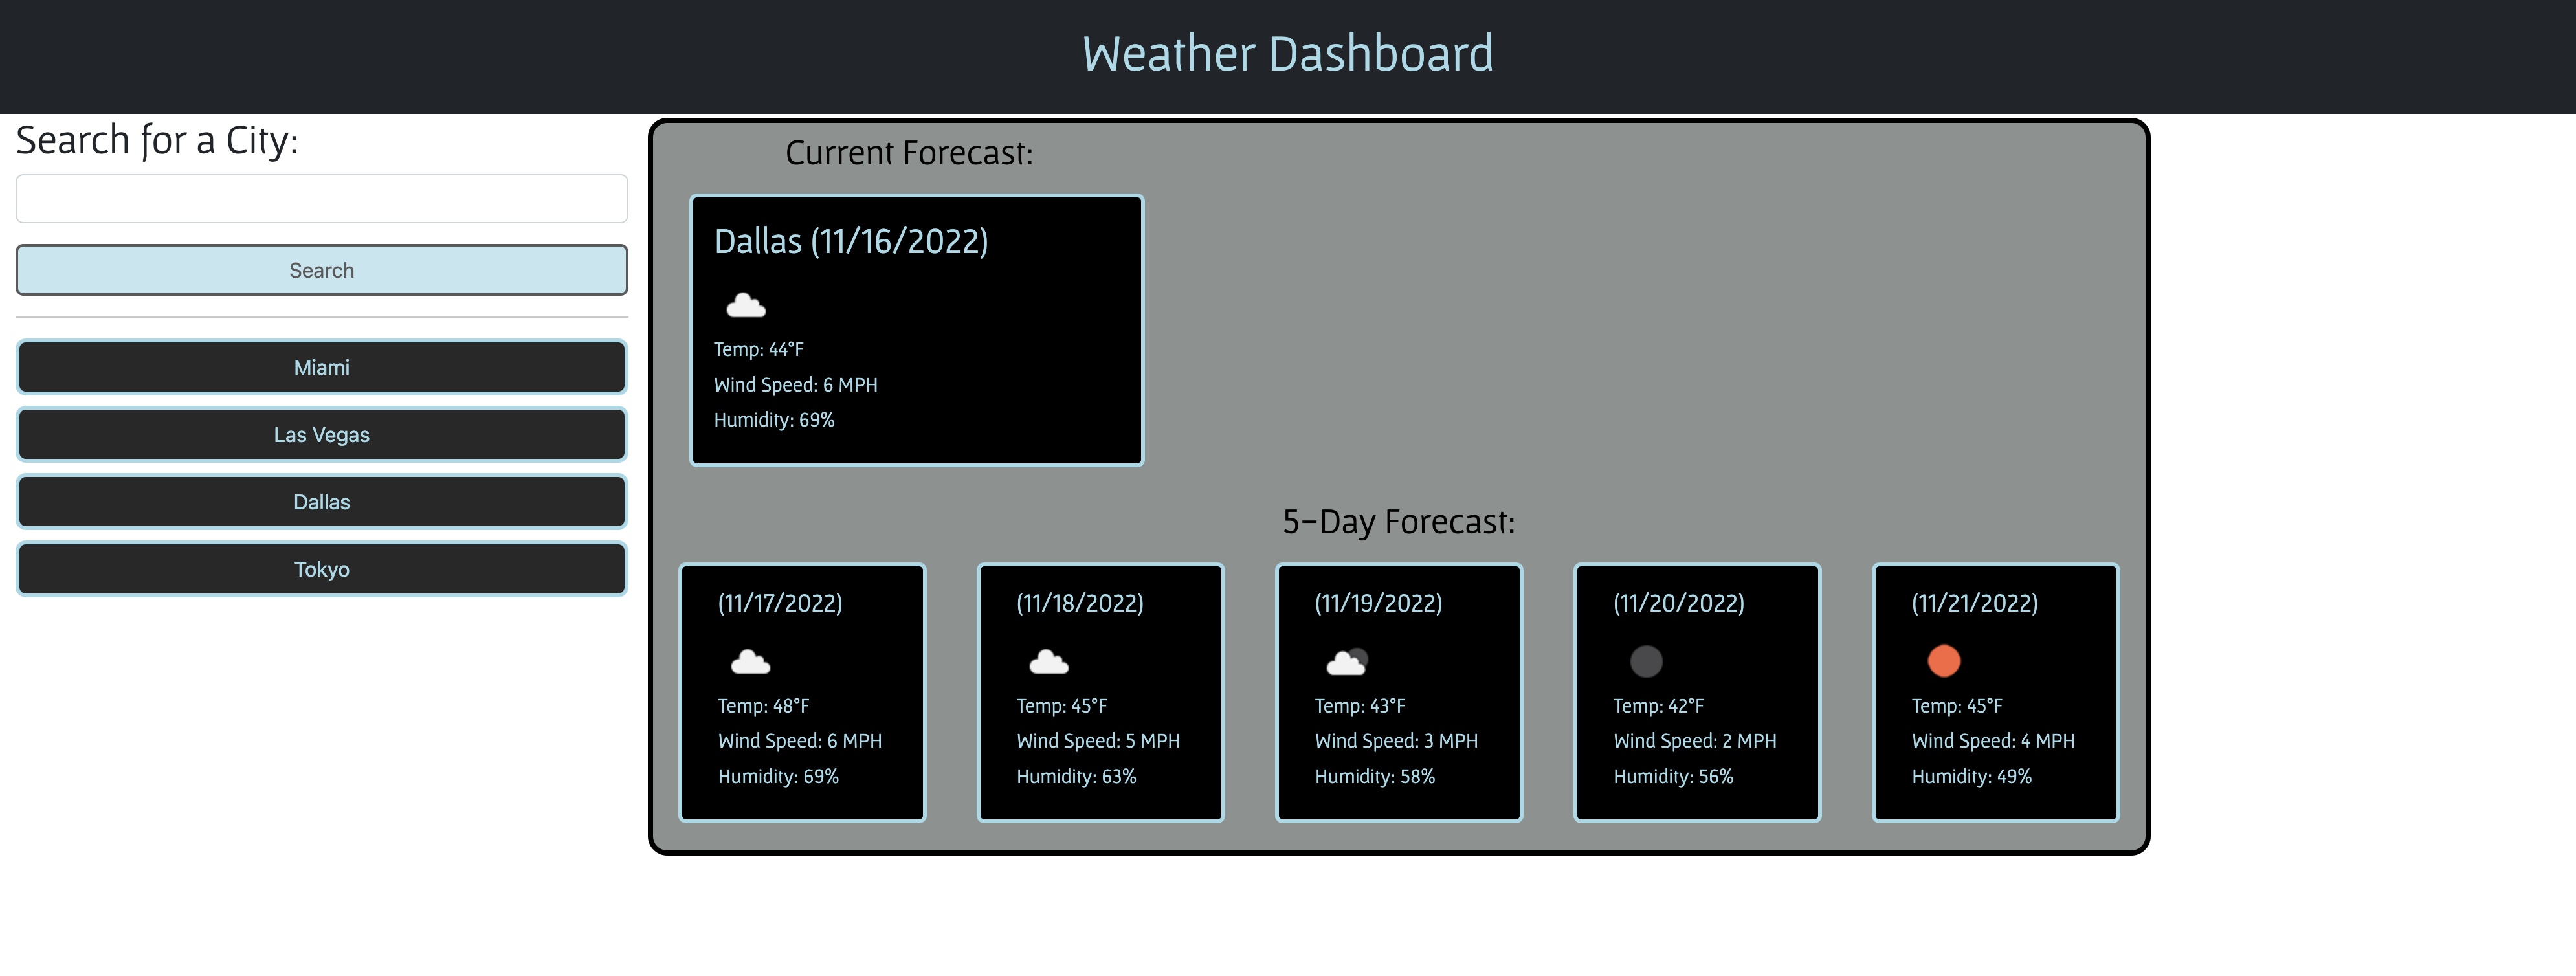 Weather Dashboard
Search for a City:
Search
Miami
Las Vegas
Dallas
Tokyo
Current Forecast:
Dallas (11/16/2022)
Temp: 44°F
Wind Speed: 6 MPH
Humidity: 69%
5-Day Forecast:
(11/17/2022)
Temp: 48°F
Wind Speed: 6 MPH
Humidity: 69%
(11/18/2022)
Temp: 45°F
Wind Speed: 5 MPH
Humidity: 63%
(11/19/2022)
Temp: 43°F
Wind Speed: 3 MPH
Humidity: 58%
(11/20/2022)
Temp: 42°F
Wind Speed: 2 MPH
Humidity: 56%
(11/21/2022)
Temp: 45°F
Wind Speed: 4 MPH
Humidity: 49%